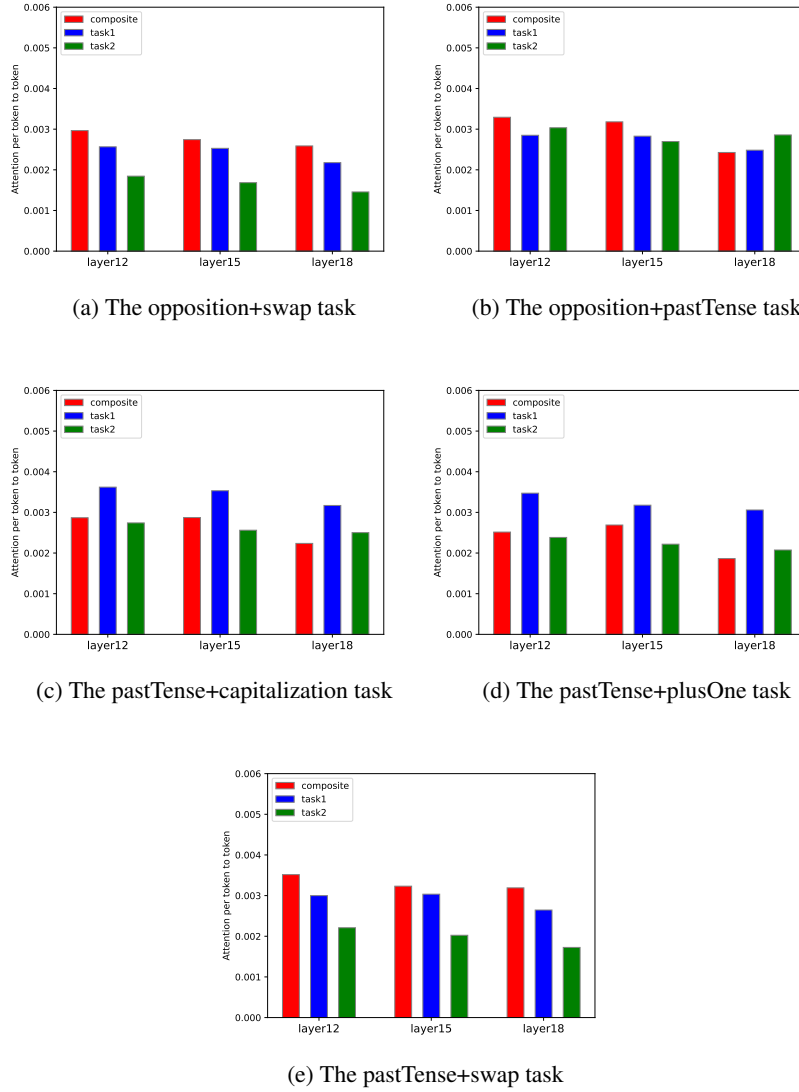 0.006
0.005
0.004
0.003
0.002
0.001
0.000
Attention per token to token
composite
task1
task2
layer12 layer15 layer18
(a) The opposition+swap task
0.006
0.005
0.004
0.003
0.002
0.001
0.000
Attention per token to token
composite
task1
task2
layer12 layer15 layer18
(b) The opposition+pastTense task
0.006
0.005
0.004
0.003
0.002
0.001
0.000
Attention per token to token
composite
task1
task2
layer12 layer15 layer18
(c) The pastTense+capitalization task
0.006
0.005
0.004
0.003
0.002
0.001
0.000
Attention per token to token
composite
task1
task2
layer12 layer15 layer18
(d) The pastTense+plusOne task
0.006
0.005
0.004
0.003
0.002
0.001
0.000
Attention per token to token
composite
task1
task2
layer12 layer15 layer18
(e) The pastTense+swap task